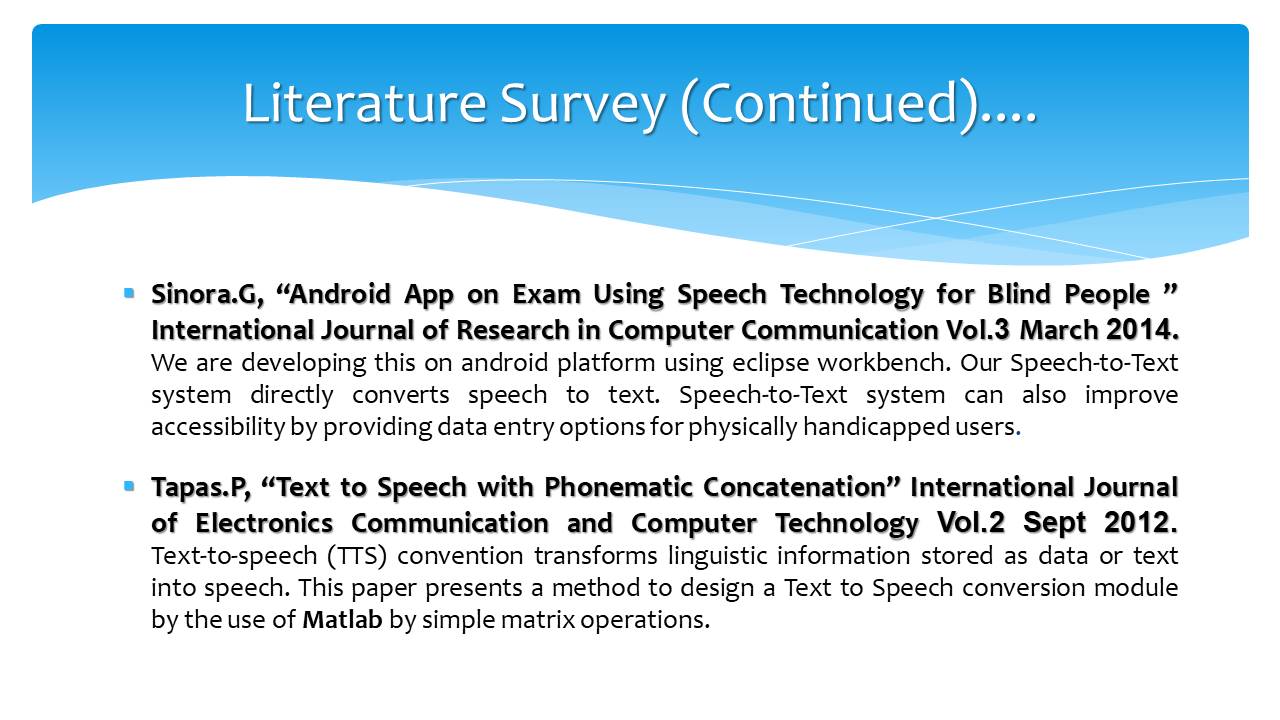 Literature Survey (Continued)....
Sinora.G, “Android App on Exam Using Speech Technology for Blind People ”
International Journal of Research in Computer Communication Vol.3 March 2014.
We are developing this on android platform using eclipse workbench. Our Speech-to-Text
system directly converts speech to text. Speech-to-Text system can also improve
accessibility by providing data entry options for physically handicapped users.
Tapas.P, “Text to Speech with Phonematic Concatenation” International Journal
of Electronics Communication and Computer Technology Vol.2 Sept 2012.
Text-to-speech (TTS) convention transforms linguistic information stored as data or text
into speech. This paper presents a method to design a Text to Speech conversion module
by the use of Matlab by simple matrix operations.